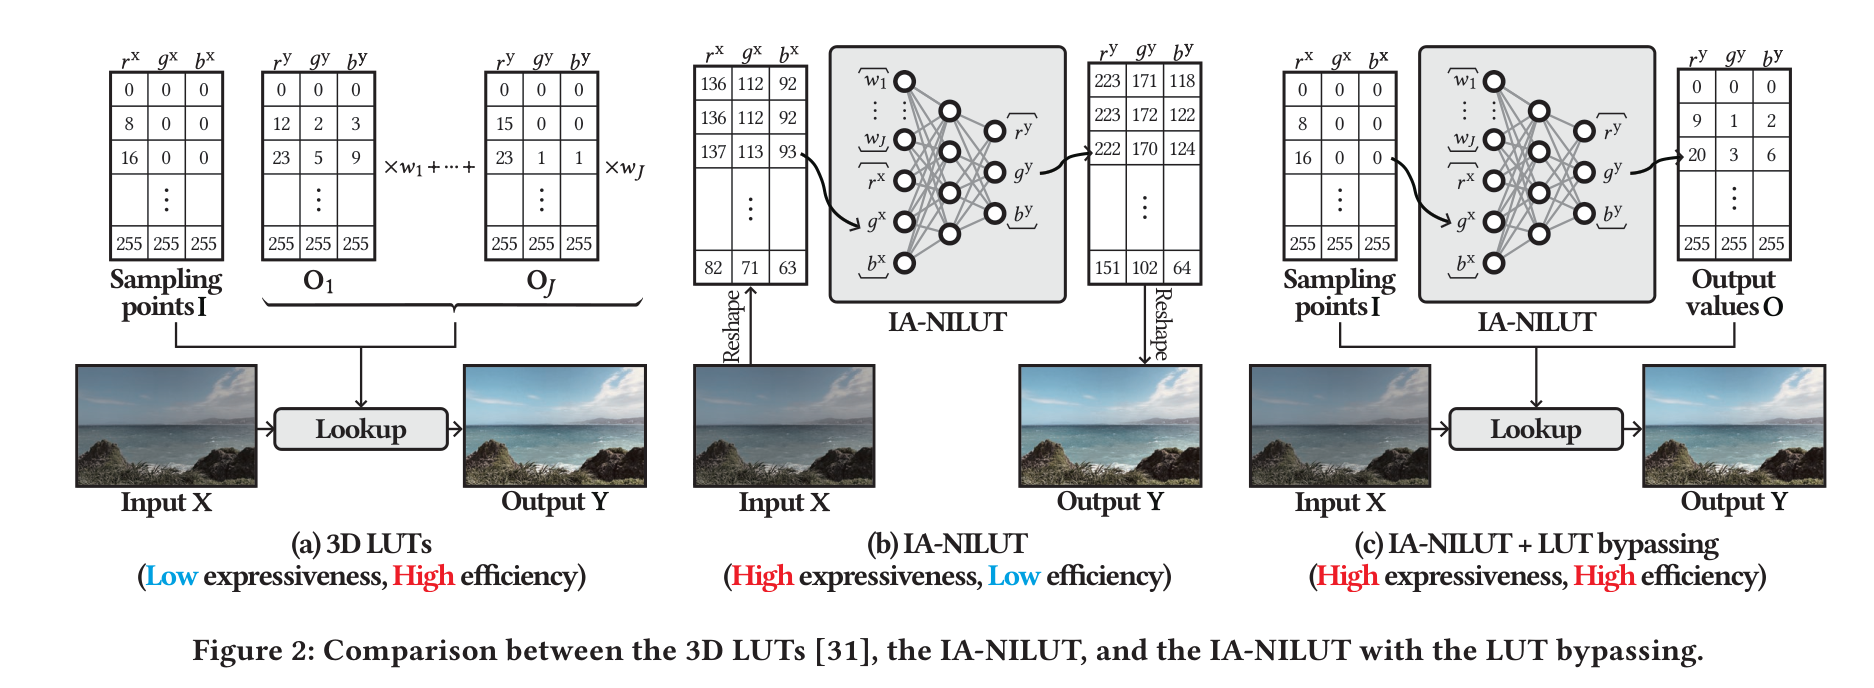 r^x g^x b^x
0 0 0
8 0 0
16 0 0
⋮
255 255 255
Sampling
points I
r^y g^y b^y
0 0 0
12 2 3
23 5 9
⋮
255 255 255
O_1
×w_1 + ··· +
r^y g^y b^y
0 0 0
15 0 0
23 1 1
⋮
255 255 255
O_J
×w_J
Lookup
Input X
Output Y
(a) 3D LUTs
(Low expressiveness, High efficiency)
r^x g^x b^x
136 112 92
136 112 92
137 113 93
⋮
82 71 63
Reshape
w_1
⋮ ⋮
w_J
r^x
g^x
b^x
r^y
g^y
b^y
IA-NILUT
r^y g^y b^y
223 171 118
223 172 122
222 170 124
⋮
151 102 64
Reshape
Input X
Output Y
(b) IA-NILUT
(High expressiveness, Low efficiency)
r^x g^x b^x
0 0 0
8 0 0
16 0 0
⋮
255 255 255
Sampling
points I
w_1
⋮ ⋮
w_J
r^x
g^x
b^x
r^y
g^y
b^y
IA-NILUT
r^y g^y b^y
0 0 0
9 1 2
20 3 6
⋮
255 255 255
Output
values O
Lookup
Input X
Output Y
(c) IA-NILUT + LUT bypassing
(High expressiveness, High efficiency)
Figure 2: Comparison between the 3D LUTs [31], the IA-NILUT, and the IA-NILUT with the LUT bypassing.